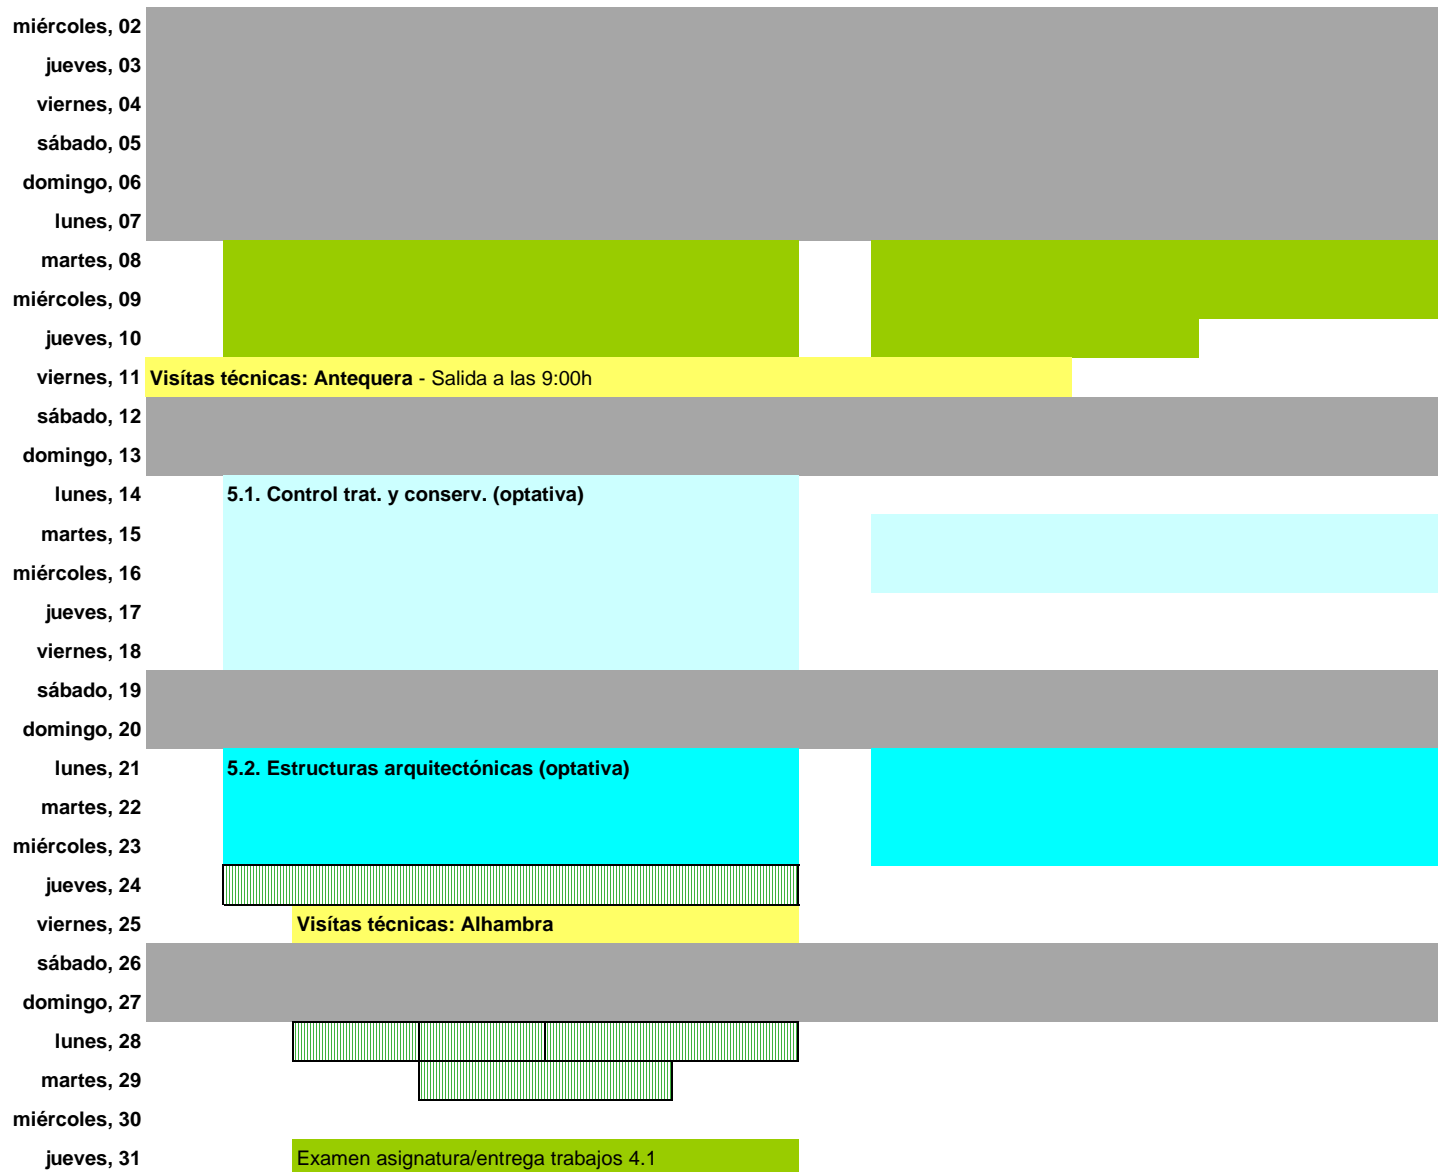 miércoles, 02
jueves, 03
viernes, 04
sábado, 05
domingo, 06
lunes, 07
martes, 08
miércoles, 09
jueves, 10
viernes, 11 Visítas técnicas: Antequera - Salida a las 9:00h
sábado, 12
domingo, 13
lunes, 14 5.1. Control trat. y conserv. (optativa)
martes, 15
miércoles, 16
jueves, 17
viernes, 18
sábado, 19
domingo, 20
lunes, 21 5.2. Estructuras arquitectónicas (optativa)
martes, 22
miércoles, 23
jueves, 24
viernes, 25 Visítas técnicas: Alhambra
sábado, 26
domingo, 27
lunes, 28
martes, 29
miércoles, 30
jueves, 31 Examen asignatura/entrega trabajos 4.1